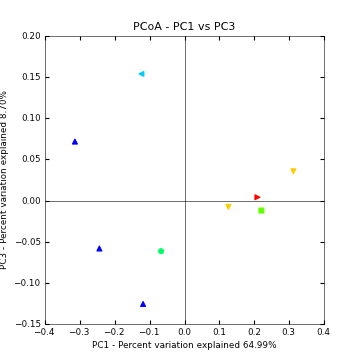 PCoA - PC1 vs PC3
0.20
0.15
0.10
0.05
0.00
−0.05
−0.10
−0.15
PC3 - Percent variation explained 8.70%
−0.4 −0.3 −0.2 −0.1 0.0 0.1 0.2 0.3 0.4
PC1 - Percent variation explained 64.99%